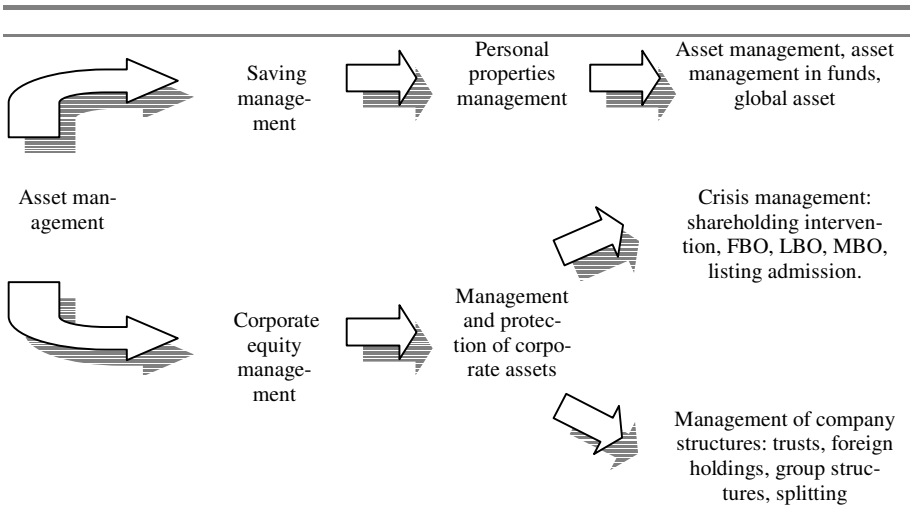 Saving
manage-
ment
Personal
properties
management
Asset management, asset
management in funds,
global asset
Asset man-
agement
Crisis management:
shareholding interven-
tion, FBO, LBO, MBO,
listing admission.
Corporate
equity
manage-
ment
Management
and protec-
tion of corpo-
rate assets
Management of company
structures: trusts, foreign
holdings, group struc-
tures, splitting